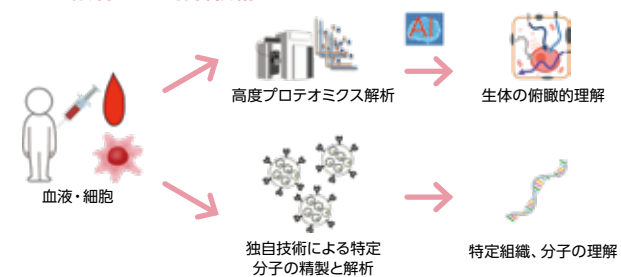 AI
高度プロテオミクス解析
生体の俯瞰的理解
血液・細胞
独自技術による特定
分子の精製と解析
特定組織、分子の理解